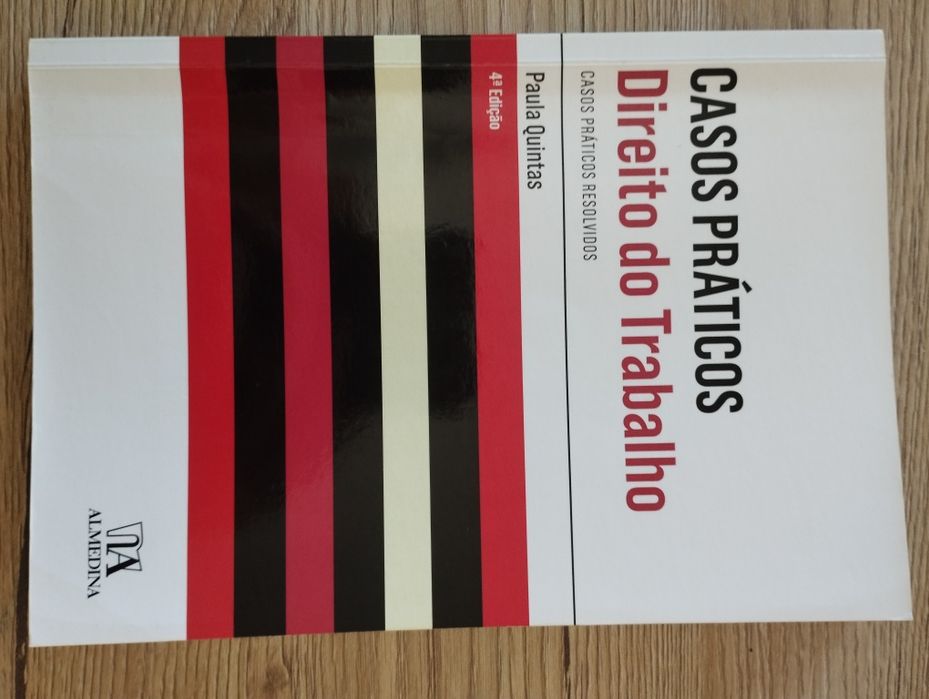 CASOS PRÁTICOS
Direito do Trabalho
CASOS PRÁTICOS RESOLVIDOS
Paula Quintas
4ª Edição
ALMEDINA